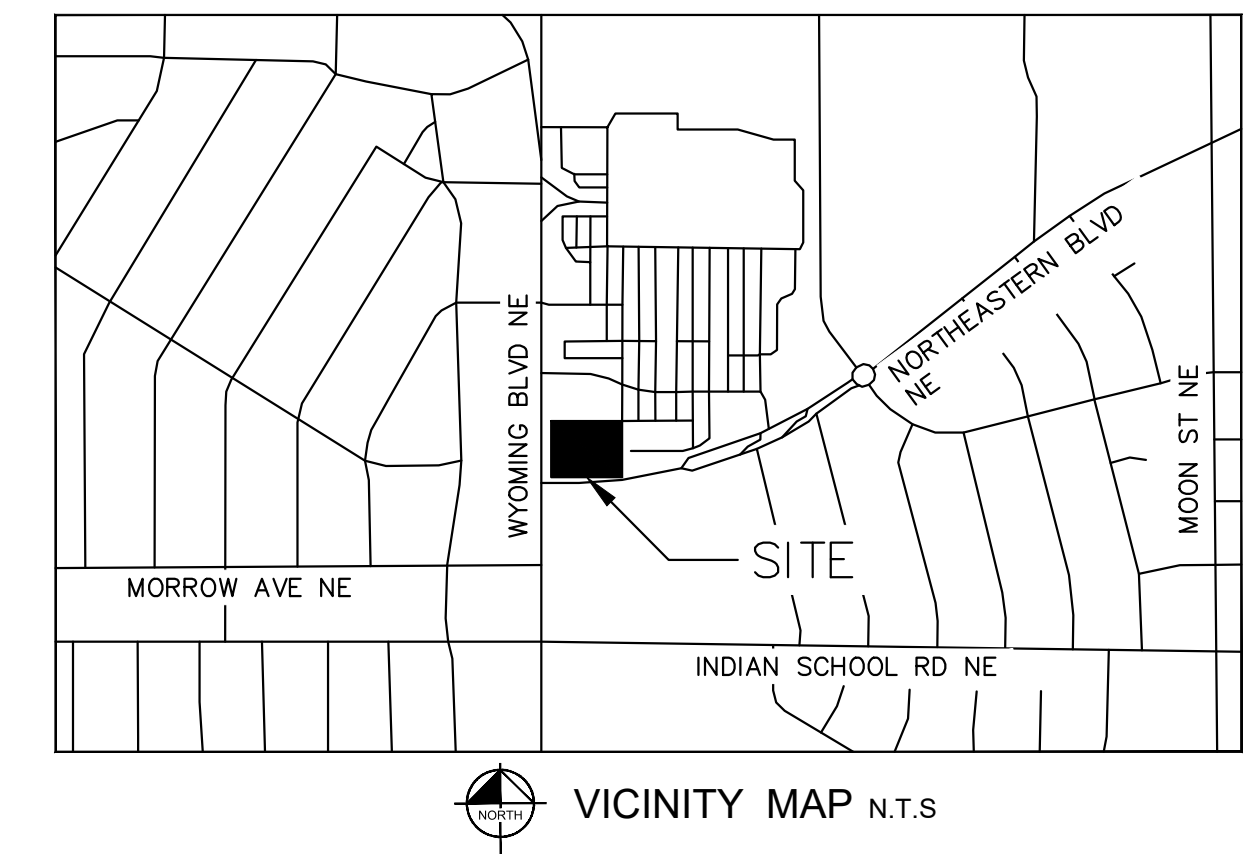 NORTHEASTERN BLVD
NE
WYOMING BLVD NE
MOON ST NE
SITE
MORROW AVE NE
INDIAN SCHOOL RD NE
NORTH
VICINITY MAP N.T.S